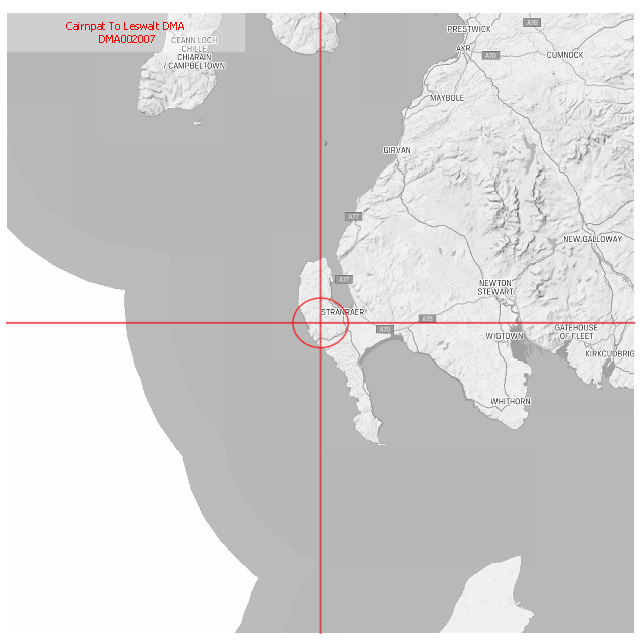 Cairnpat To Leswalt DMA
DMA002007
CEANN LOCH
CHILLE
CHIARAIN
/ CAMPBELTOWN
PRESTWICK
A76
AYR
A70
CUMNOCK
MAYBOLE
GIRVAN
A77
NEW GALLOWAY
A77
NEWTON
STEWART
STRANRAER
A75
A75
WIGTOWN
GATEHOUSE
OF FLEET
KIRKCUDBRIG
WHITHORN